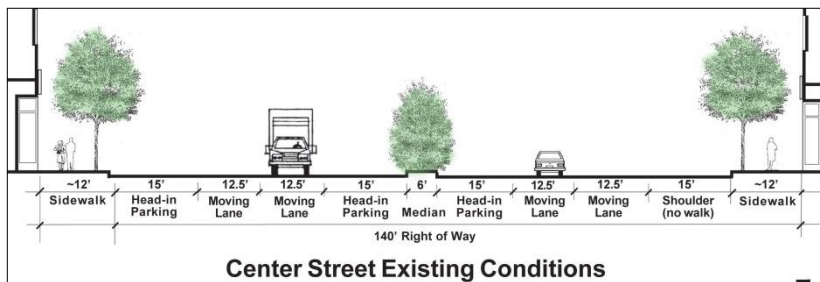 ~12' 15' 12.5' 12.5' 15' 6' 15' 12.5' 12.5' 15' ~12'
Sidewalk Head-in Moving Moving Head-in Median Head-in Moving Moving Shoulder Sidewalk
Parking Lane Lane Parking Parking Lane Lane (no walk)
140' Right of Way
Center Street Existing Conditions